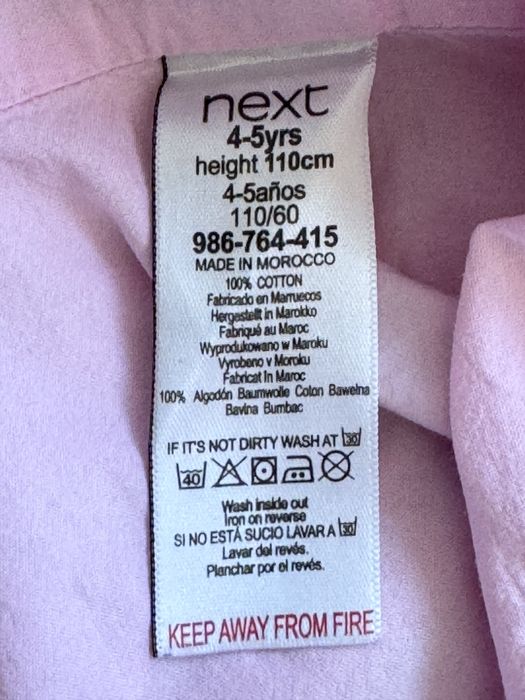 next
4-5yrs
height 110cm
4-5años
110/60
986-764-415
MADE IN MOROCCO
100% COTTON
Fabricado en Marruecos
Hergestellt in Marokko
Fabriqué au Maroc
Wyprodukowano w Maroku
Vyrobeno v Moroku
Fabricat In Maroc
100% Algodón Baumwolle Coton Bawełna
Bavlna Bumbac
IF IT'S NOT DIRTY WASH AT 30
40
Wash inside out
Iron on reverse
SI NO ESTÁ SUCIO LAVAR A 30
Lavar del revés.
Planchar por el revés.
KEEP AWAY FROM FIRE